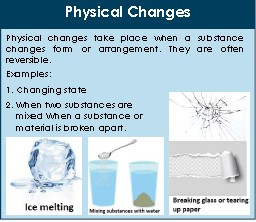 Physical Changes
Physical changes take place when a substance
changes form or arrangement. They are often
reversible.
Examples:
1. Changing state
2. When two substances are
mixed When a substance or
material is broken apart.
Ice melting
Mixing substances with water
Breaking glass or tearing
up paper